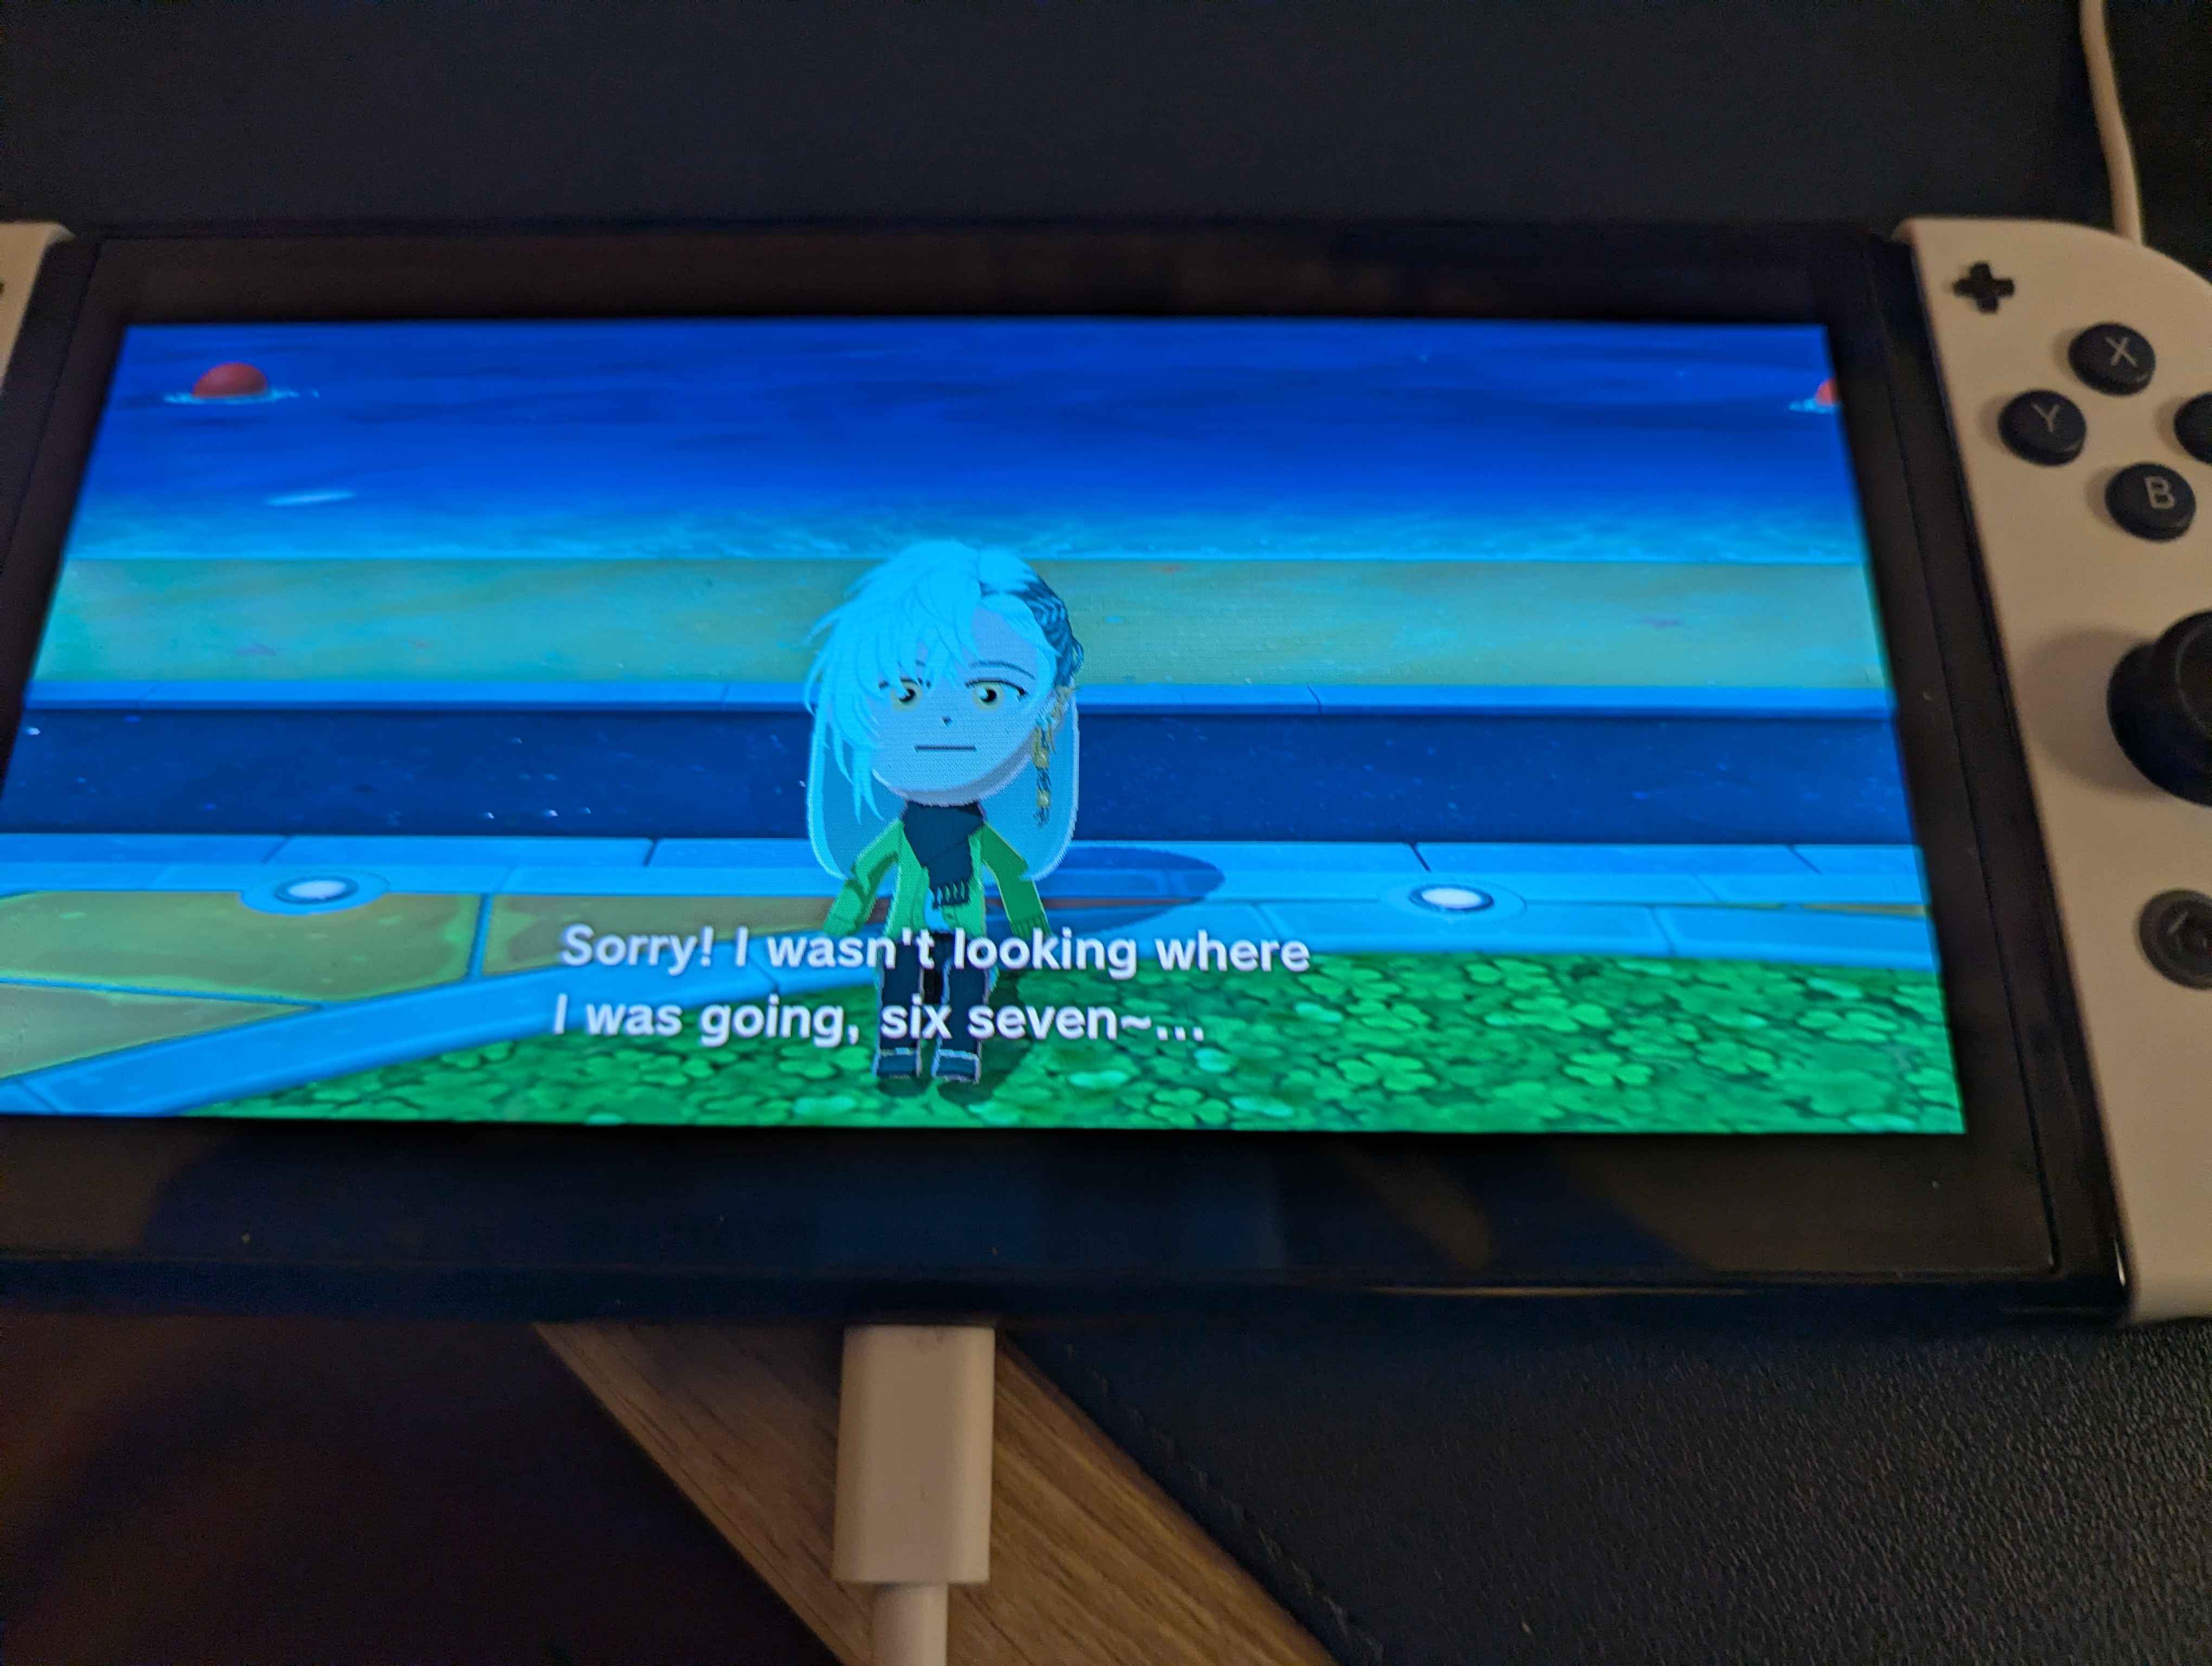 Sorry! I wasn't looking where
I was going, six seven~...
X
Y
B